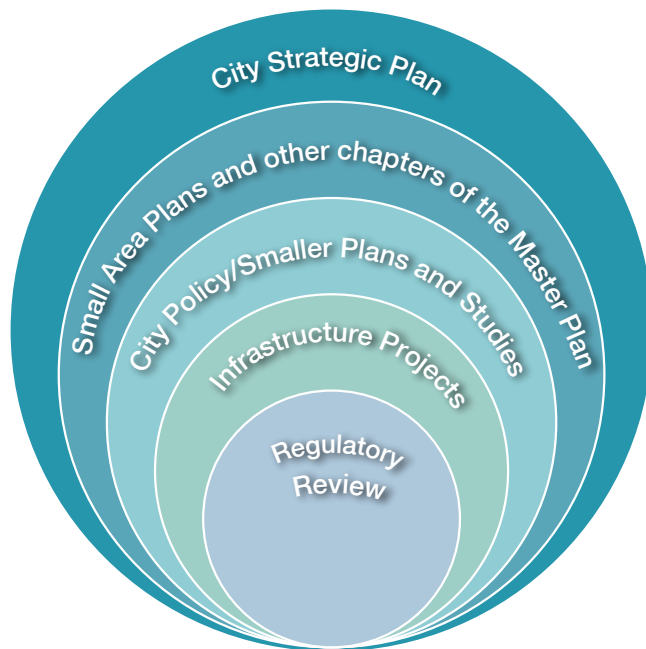 City Strategic Plan
Small Area Plans and other chapters of the Master Plan
City Policy/Smaller Plans and Studies
Infrastructure Projects
Regulatory
Review